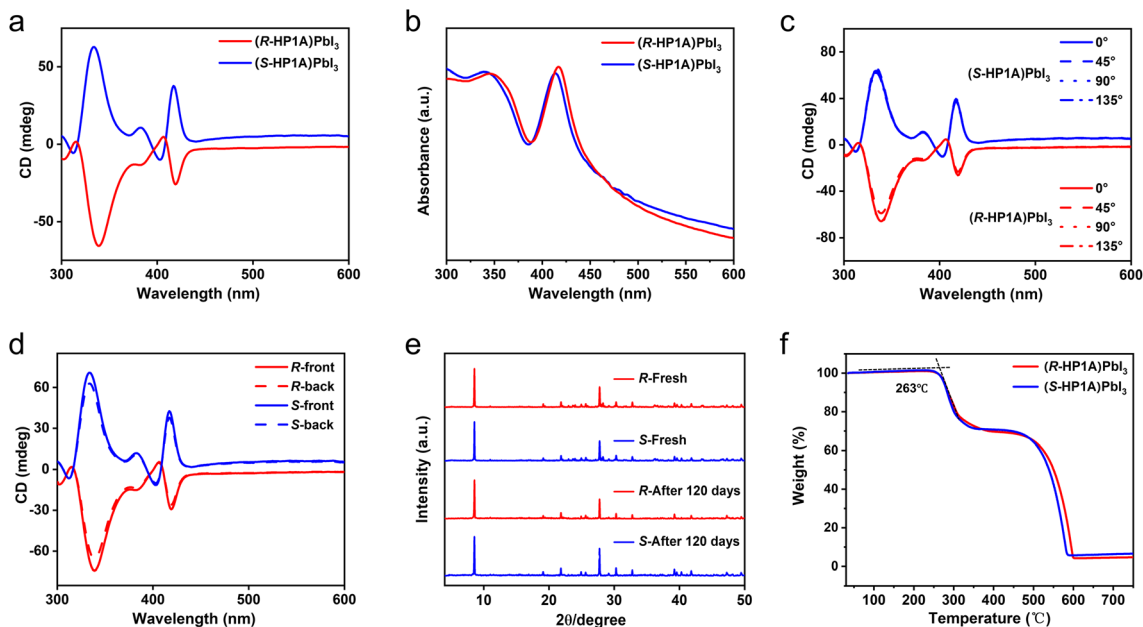 a
(R-HP1A)PbI₃
(S-HP1A)PbI₃
50
0
-50
CD (mdeg)
300 400 500 600
Wavelength (nm)
b
(R-HP1A)PbI₃
(S-HP1A)PbI₃
Absorbance (a.u.)
300 350 400 450 500 550 600
Wavelength (nm)
c
(S-HP1A)PbI₃
0°
45°
90°
135°
(R-HP1A)PbI₃
0°
45°
90°
135°
80
40
0
-40
-80
CD (mdeg)
300 400 500 600
Wavelength (nm)
d
R-front
R-back
S-front
S-back
60
30
0
-30
-60
CD (mdeg)
300 400 500 600
Wavelength (nm)
e
R-Fresh
S-Fresh
R-After 120 days
S-After 120 days
Intensity (a.u.)
10 20 30 40 50
2θ/degree
f
(R-HP1A)PbI₃
(S-HP1A)PbI₃
263℃
100
80
60
40
20
0
Weight (%)
100 200 300 400 500 600 700
Temperature (℃)